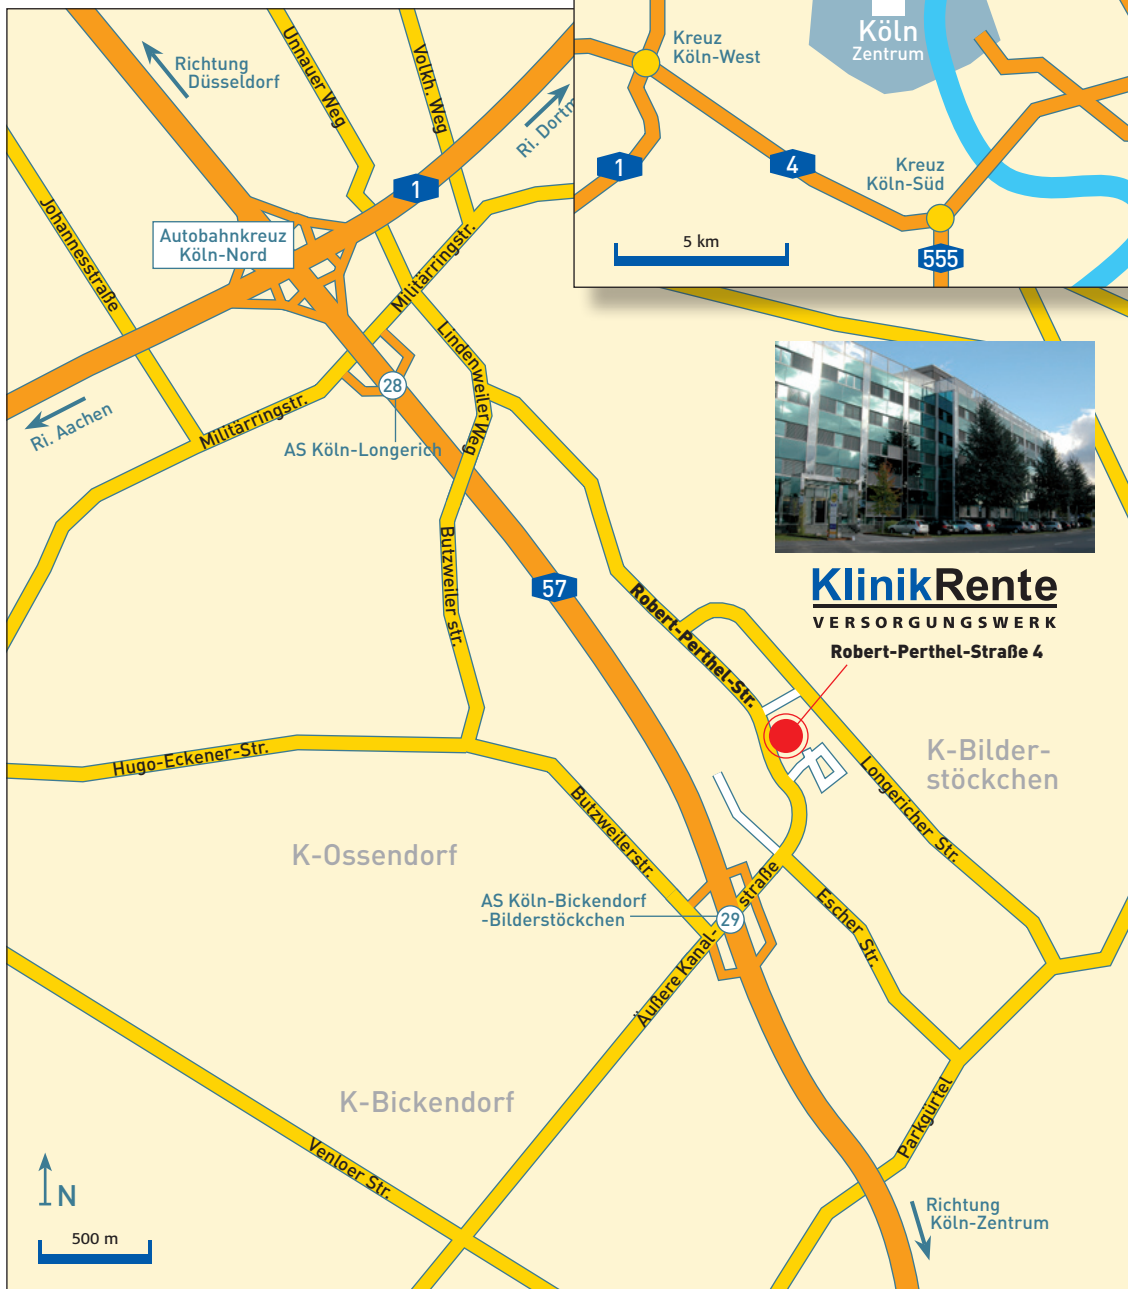 Richtung
Düsseldorf
Unnauer Weg
Volkh. Weg
Ri. Dortm
1
Johannesstraße
Autobahnkreuz
Köln-Nord
Militärringstr.
Lindenweiler Weg
28
Militärringstr.
Ri. Aachen
AS Köln-Longerich
Kreuz
Köln-West
Köln
Zentrum
1
4
Kreuz
Köln-Süd
5 km
555
Butzweiler str.
57
Robert-Perthel-Str.
KlinikRente
VERSORGUNGSWERK
Robert-Perthel-Straße 4
Hugo-Eckener-Str.
K-Bilder-
stöckchen
Longericher Str.
Butzweilerstr.
K-Ossendorf
AS Köln-Bickendorf
-Bilderstöckchen
29
Äußere Kanal-
straße
Escher Str.
K-Bickendorf
Parkgürtel
Venloer Str.
N
500 m
Richtung
Köln-Zentrum